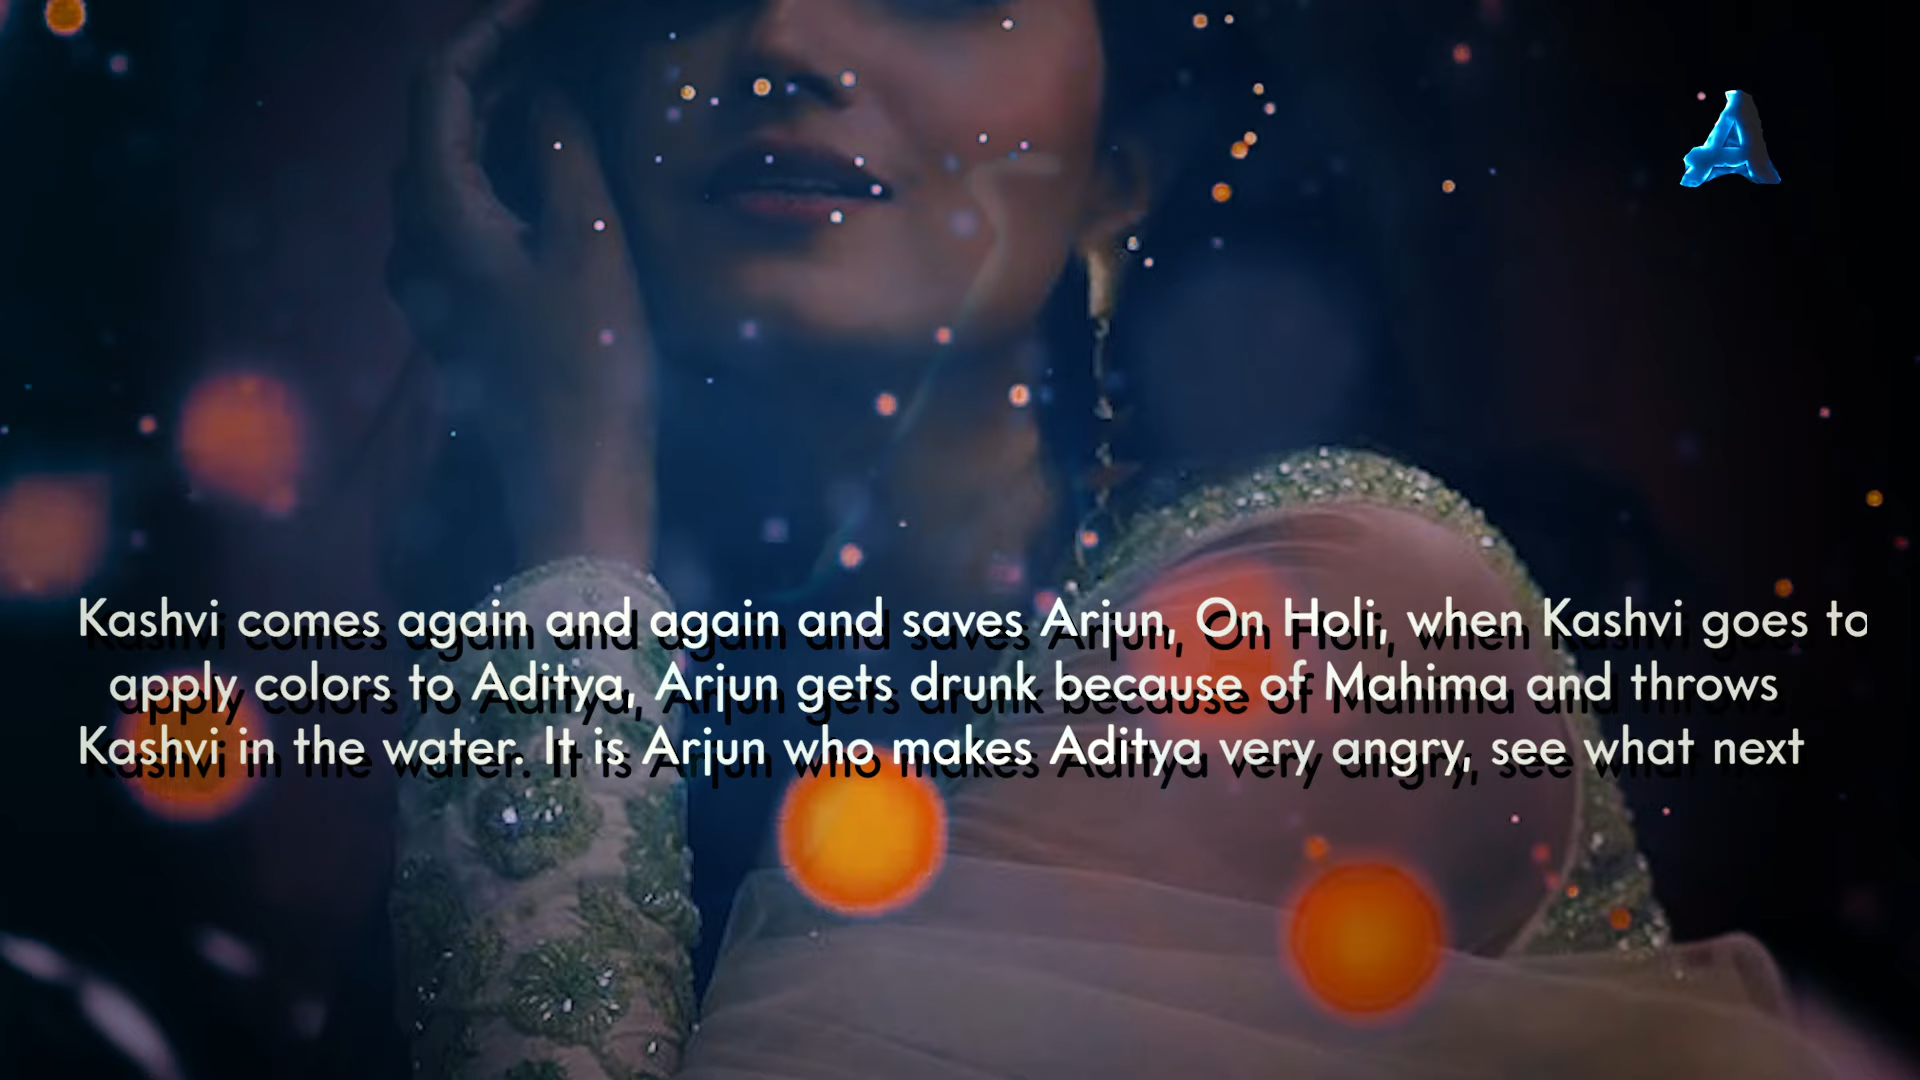 A
Kashvi comes again and again and saves Arjun, On Holi, when Kashvi goes to
apply colors to Aditya, Arjun gets drunk because of Mahima and throws
Kashvi in the water. It is Arjun who makes Aditya very angry, see what next